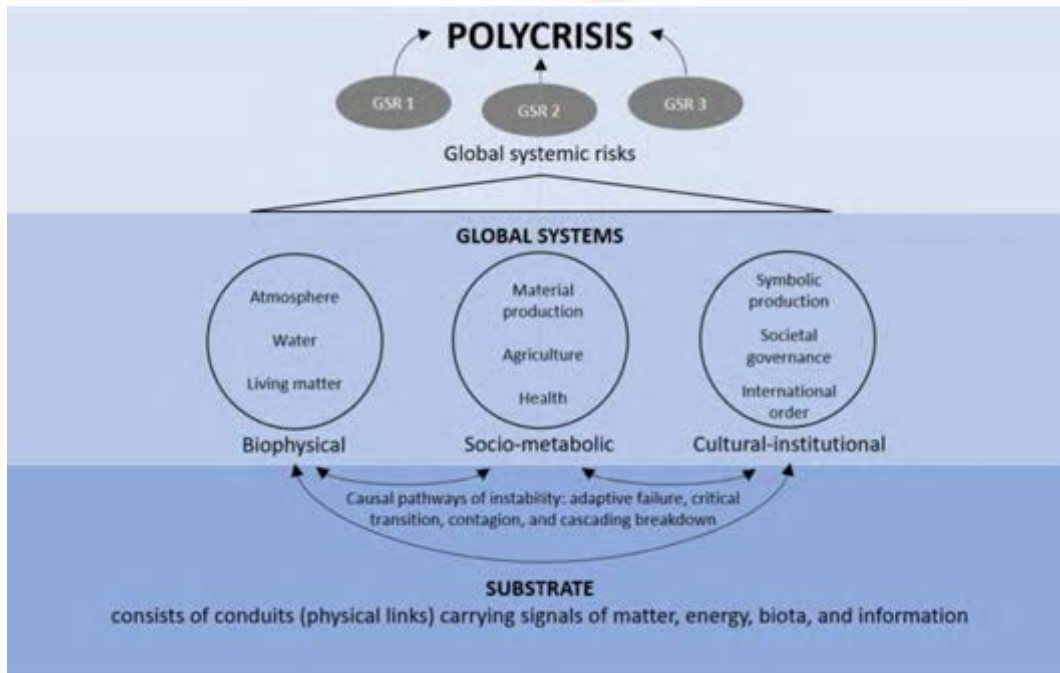 POLYCRISIS
GSR 1
GSR 2
GSR 3
Global systemic risks
GLOBAL SYSTEMS
Atmosphere
Water
Living matter
Biophysical
Material
production
Agriculture
Health
Socio-metabolic
Symbolic
production
Societal
governance
International
order
Cultural-institutional
Causal pathways of instability: adaptive failure, critical
transition, contagion, and cascading breakdown
SUBSTRATE
consists of conduits (physical links) carrying signals of matter, energy, biota, and information